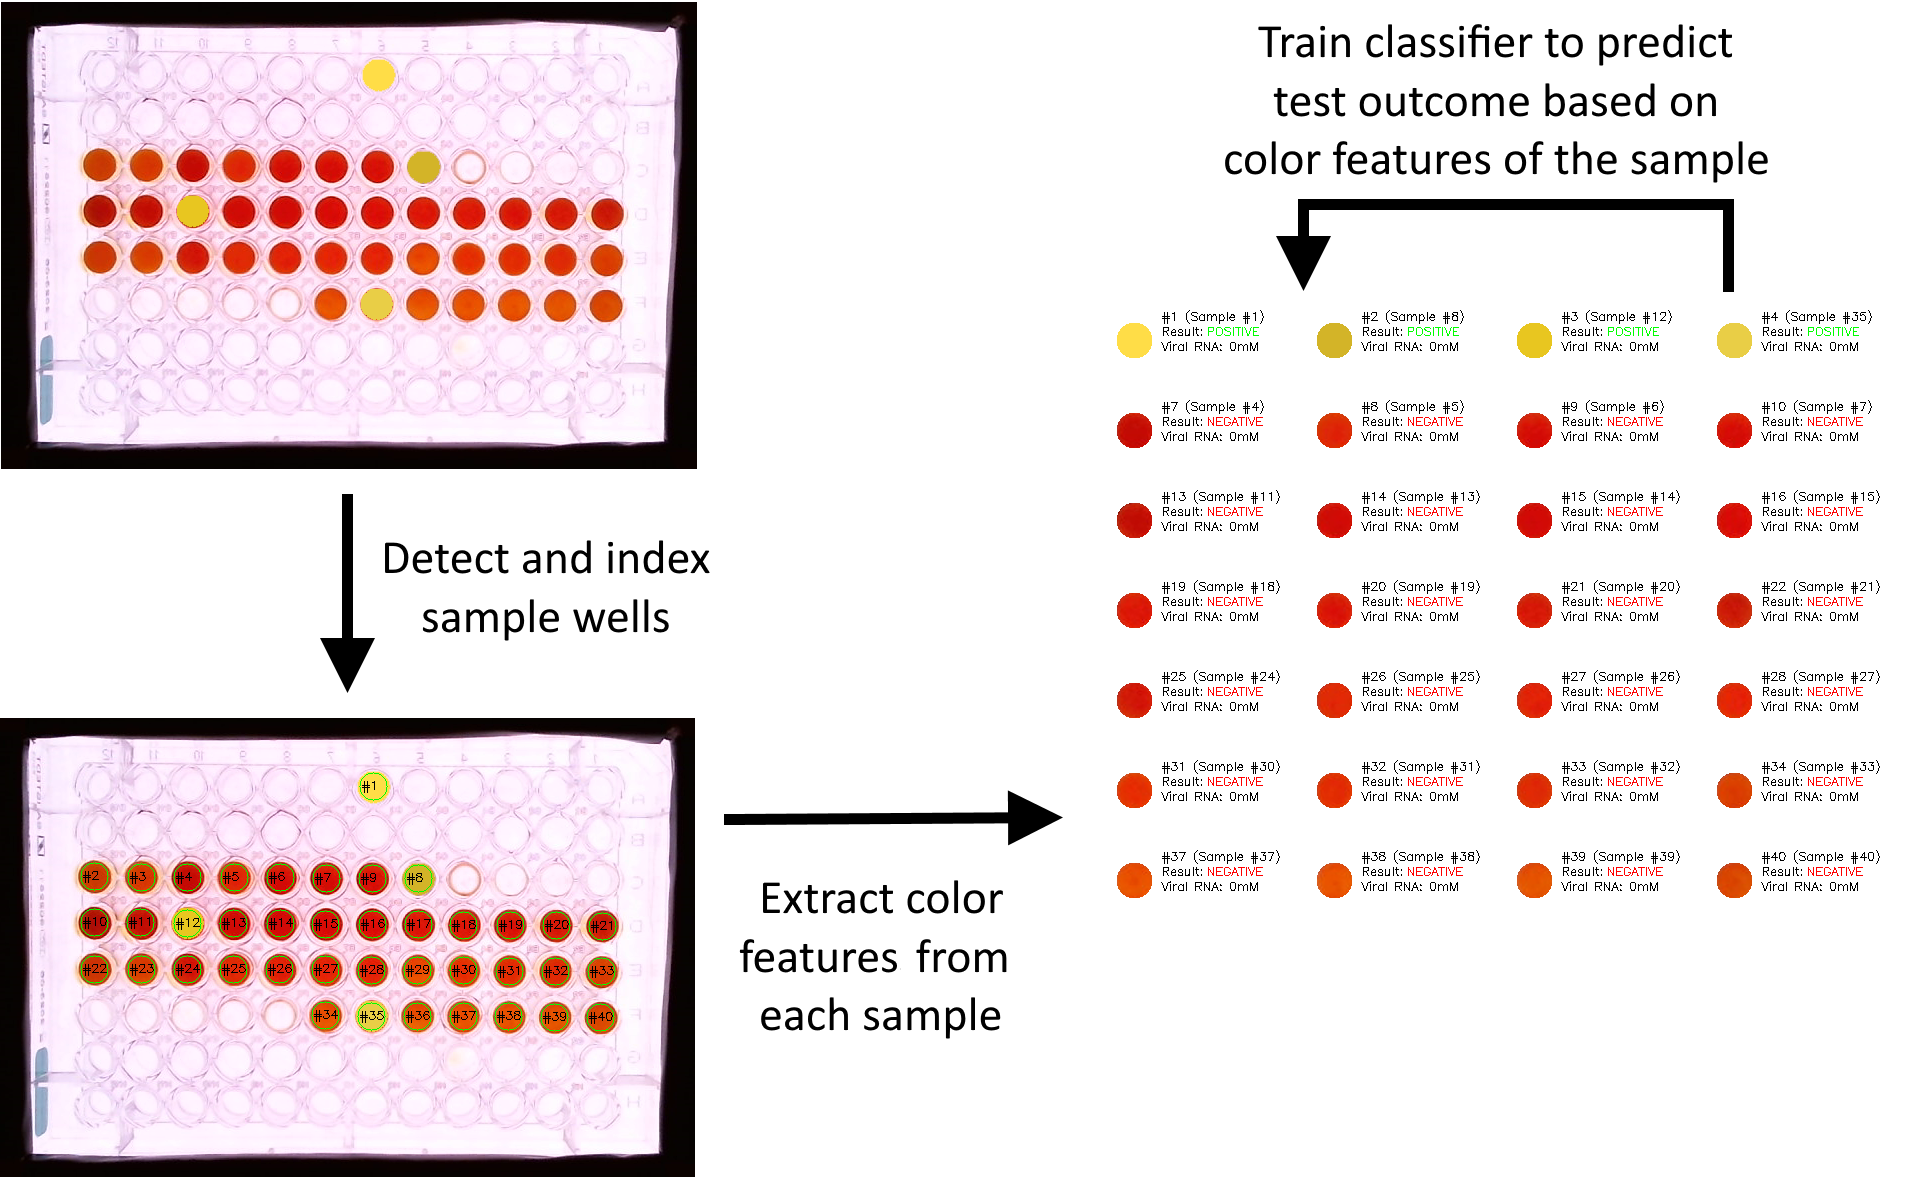 Train classifier to predict
test outcome based on
color features of the sample
Detect and index
sample wells
Extract color
features from
each sample
#1 (Sample #1)
Result: POSITIVE
Viral RNA: 0mM
#2 (Sample #8)
Result: POSITIVE
Viral RNA: 0mM
#3 (Sample #12)
Result: POSITIVE
Viral RNA: 0mM
#4 (Sample #35)
Result: POSITIVE
Viral RNA: 0mM
#7 (Sample #4)
Result: NEGATIVE
Viral RNA: 0mM
#8 (Sample #5)
Result: NEGATIVE
Viral RNA: 0mM
#9 (Sample #6)
Result: NEGATIVE
Viral RNA: 0mM
#10 (Sample #7)
Result: NEGATIVE
Viral RNA: 0mM
#13 (Sample #11)
Result: NEGATIVE
Viral RNA: 0mM
#14 (Sample #13)
Result: NEGATIVE
Viral RNA: 0mM
#15 (Sample #14)
Result: NEGATIVE
Viral RNA: 0mM
#16 (Sample #15)
Result: NEGATIVE
Viral RNA: 0mM
#19 (Sample #18)
Result: NEGATIVE
Viral RNA: 0mM
#20 (Sample #19)
Result: NEGATIVE
Viral RNA: 0mM
#21 (Sample #20)
Result: NEGATIVE
Viral RNA: 0mM
#22 (Sample #21)
Result: NEGATIVE
Viral RNA: 0mM
#25 (Sample #24)
Result: NEGATIVE
Viral RNA: 0mM
#26 (Sample #25)
Result: NEGATIVE
Viral RNA: 0mM
#27 (Sample #26)
Result: NEGATIVE
Viral RNA: 0mM
#28 (Sample #27)
Result: NEGATIVE
Viral RNA: 0mM
#31 (Sample #30)
Result: NEGATIVE
Viral RNA: 0mM
#32 (Sample #31)
Result: NEGATIVE
Viral RNA: 0mM
#33 (Sample #32)
Result: NEGATIVE
Viral RNA: 0mM
#34 (Sample #33)
Result: NEGATIVE
Viral RNA: 0mM
#37 (Sample #37)
Result: NEGATIVE
Viral RNA: 0mM
#38 (Sample #38)
Result: NEGATIVE
Viral RNA: 0mM
#39 (Sample #39)
Result: NEGATIVE
Viral RNA: 0mM
#40 (Sample #40)
Result: NEGATIVE
Viral RNA: 0mM
#1
#2 #3 #4 #5 #6 #7 #9 #8
#10 #11 #12 #13 #14 #15 #16 #17 #18 #19 #20 #21
#22 #23 #24 #25 #26 #27 #28 #29 #30 #31 #32 #33
#34 #35 #36 #37 #38 #39 #40